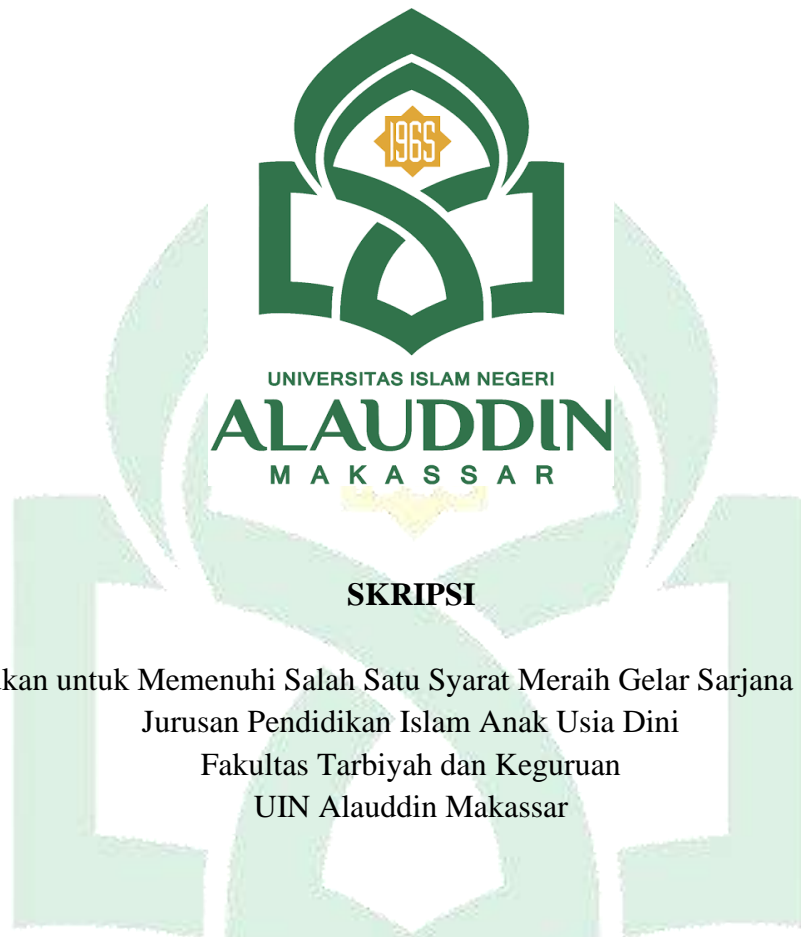 1965
UNIVERSITAS ISLAM NEGERI
ALAUDDIN
MAKASSAR
SKRIPSI
kan untuk Memenuhi Salah Satu Syarat Meraih Gelar Sarjana
Jurusan Pendidikan Islam Anak Usia Dini
Fakultas Tarbiyah dan Keguruan
UIN Alauddin Makassar